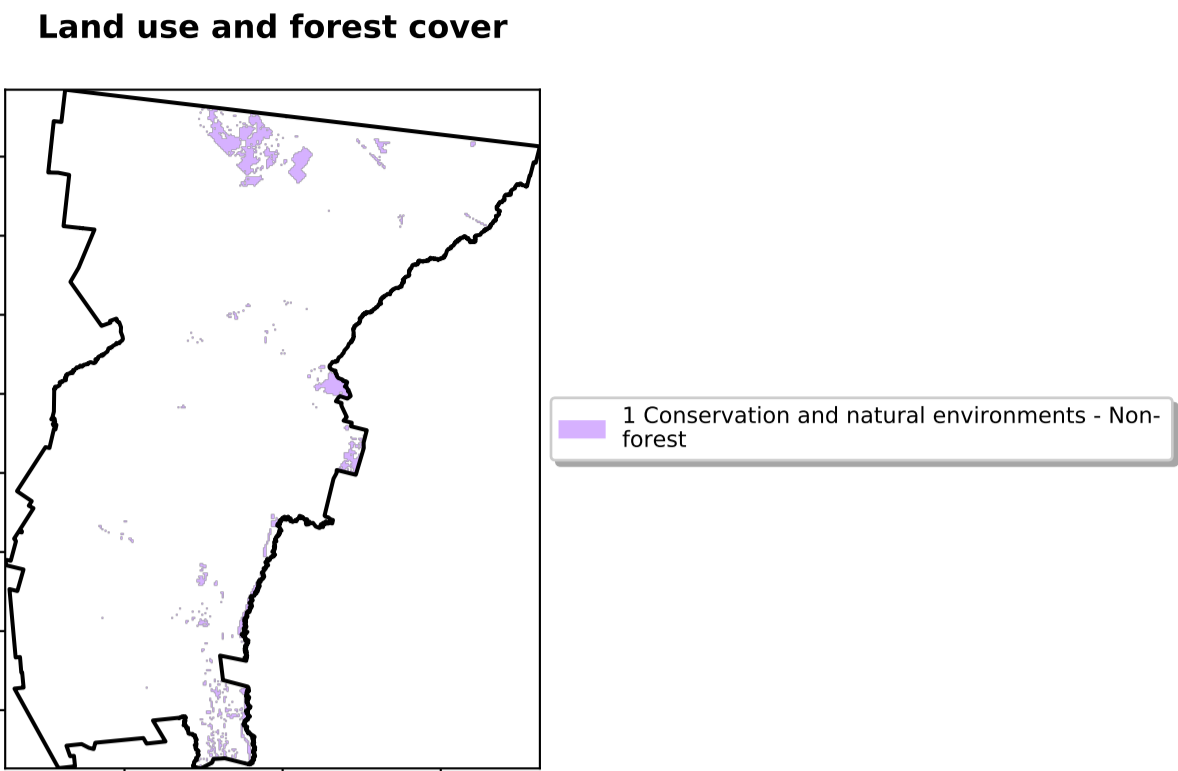 Land use and forest cover
1 Conservation and natural environments - Non-
forest